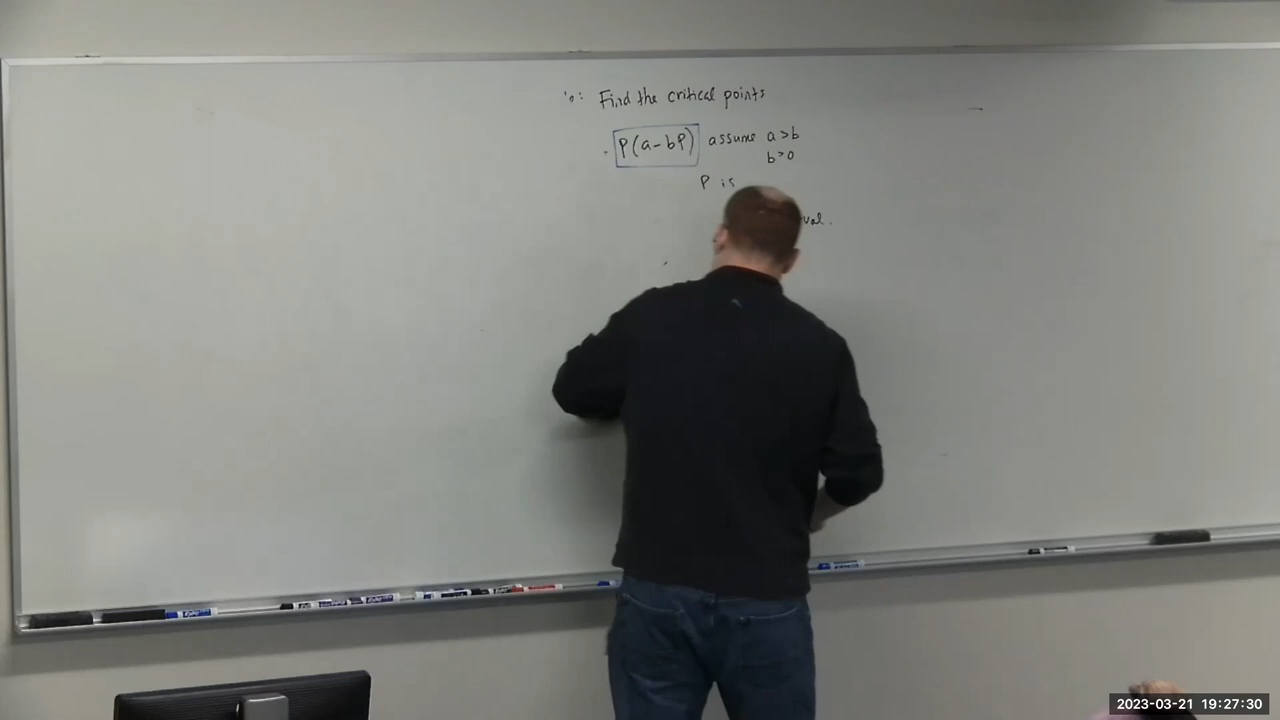 Find the critical points
P(a-bP) assume a>b
b>0
P is
val.
2023-03-21 19:27:30